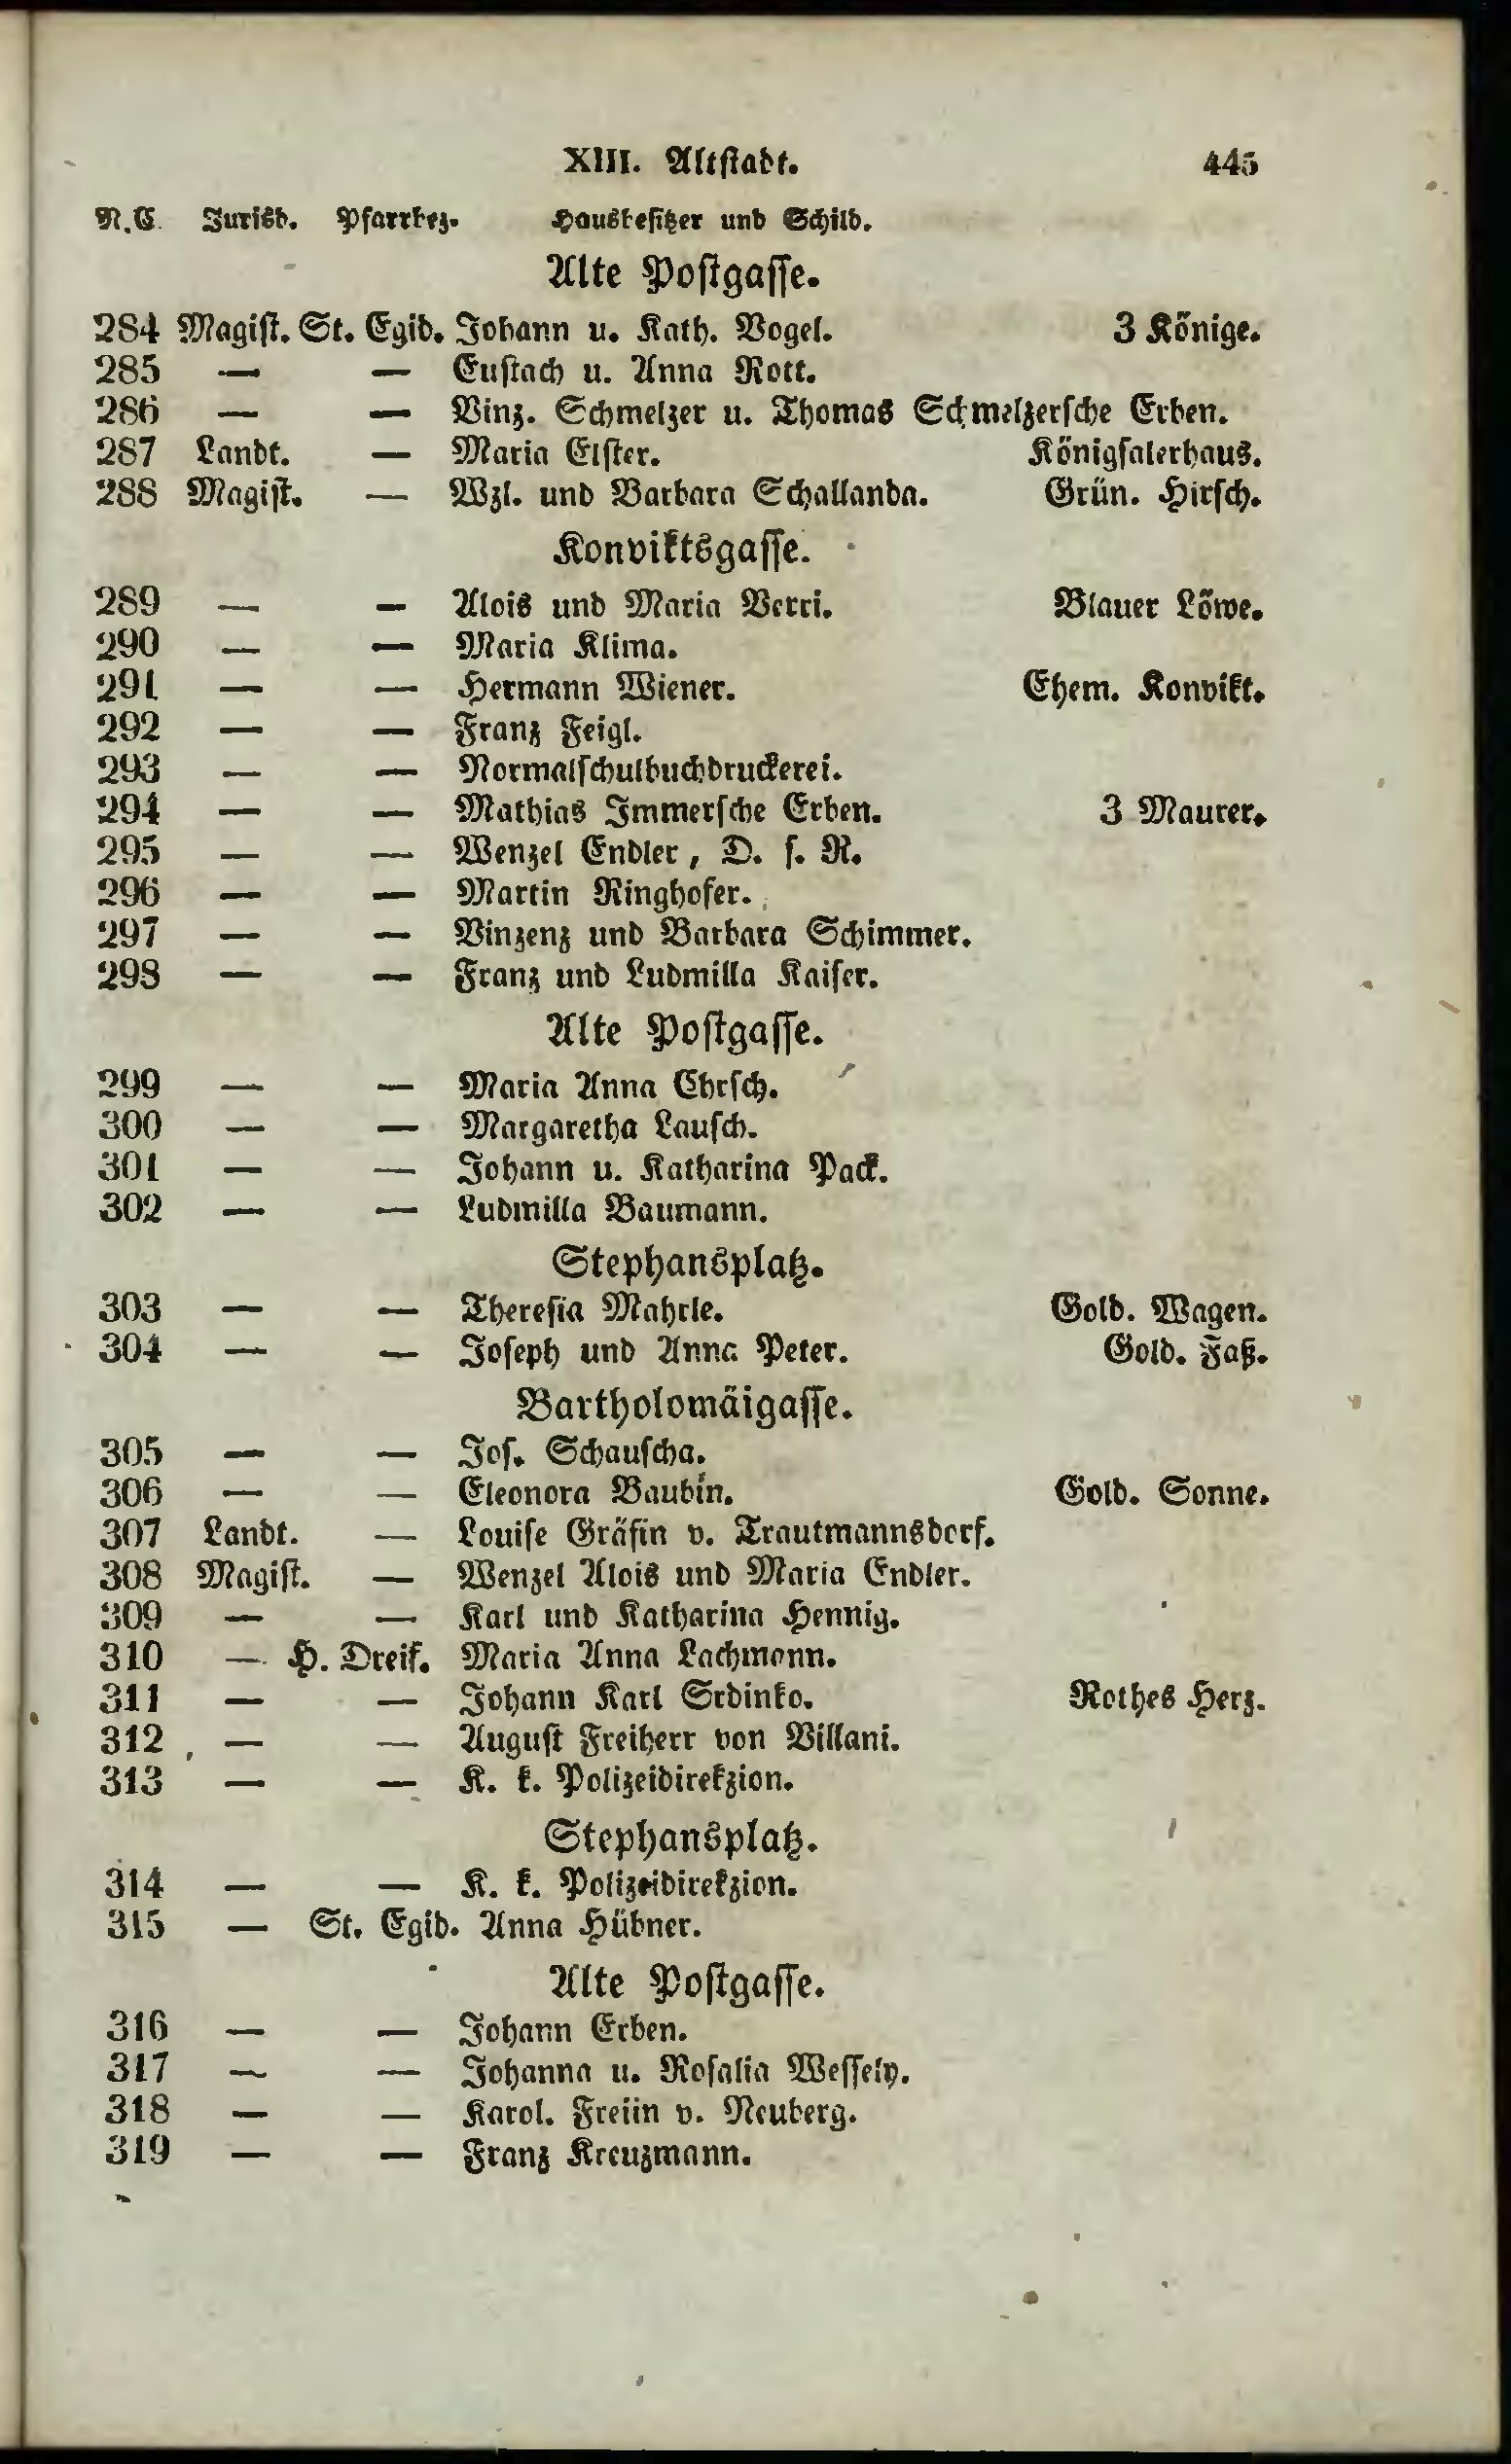 XIII. Altstadt. 445
N.C. Jurisd. Pfarrbez. Hausbesitzer und Schild.
Alte Postgasse.
284 Magist. St. Egid. Johann u. Kath. Vogel. 3 Könige.
285 — — Eustach u. Anna Rott.
286 — — Vinz. Schmelzer u. Thomas Schmelzersche Erben.
287 Landt. — Maria Elster. Königsalerhaus.
288 Magist. — Wzl. und Barbara Schallanda. Grün. Hirsch.
Konviktsgasse.
289 — — Alois und Maria Verri. Blauer Löwe.
290 — — Maria Klima.
291 — — Hermann Wiener. Ehem. Konvikt.
292 — — Franz Feigl.
293 — — Normalschulbuchdruckerei.
294 — — Mathias Immersche Erben. 3 Maurer.
295 — — Wenzel Endler, D. s. R.
296 — — Martin Ringhofer.
297 — — Vinzenz und Barbara Schimmer.
298 — — Franz und Ludmilla Kaiser.
Alte Postgasse.
299 — — Maria Anna Ehrsch.
300 — — Margaretha Lausch.
301 — — Johann u. Katharina Pack.
302 — — Ludmilla Baumann.
Stephansplatz.
303 — — Theresia Mahrle. Gold. Wagen.
304 — — Joseph und Anna Peter. Gold. Faß.
Bartholomäigasse.
305 — — Jos. Schauscha.
306 — — Eleonora Baubin. Gold. Sonne.
307 Landt. — Louise Gräfin v. Trautmannsdorf.
308 Magist. — Wenzel Alois und Maria Endler.
309 — — Karl und Katharina Hennig.
310 — H. Dreif. Maria Anna Lachmann.
311 — — Johann Karl Srdinko. Rothes Herz.
312 — — August Freiherr von Villani.
313 — — K. k. Polizeidirekzion.
Stephansplatz.
314 — — K. k. Polizeidirekzion.
315 — St. Egid. Anna Hübner.
Alte Postgasse.
316 — — Johann Erben.
317 — — Johanna u. Rosalia Wessely.
318 — — Karol. Freiin v. Neuberg.
319 — — Franz Kreuzmann.